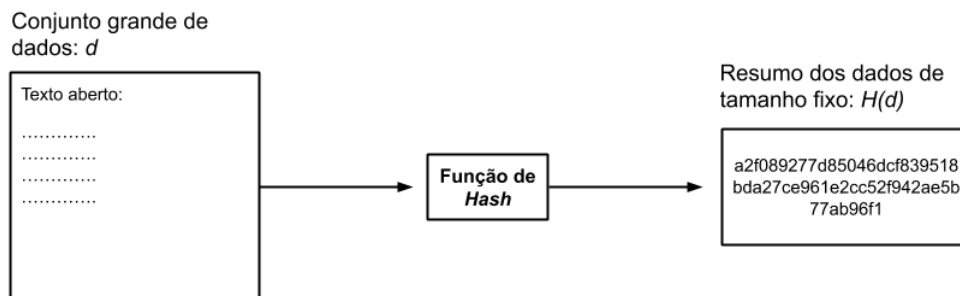 Conjunto grande de
dados: d
Texto aberto:
.............
.............
.............
.............
Função de
Hash
Resumo dos dados de
tamanho fixo: H(d)
a2f089277d85046dcf839518
bda27ce961e2cc52f942ae5b
77ab96f1